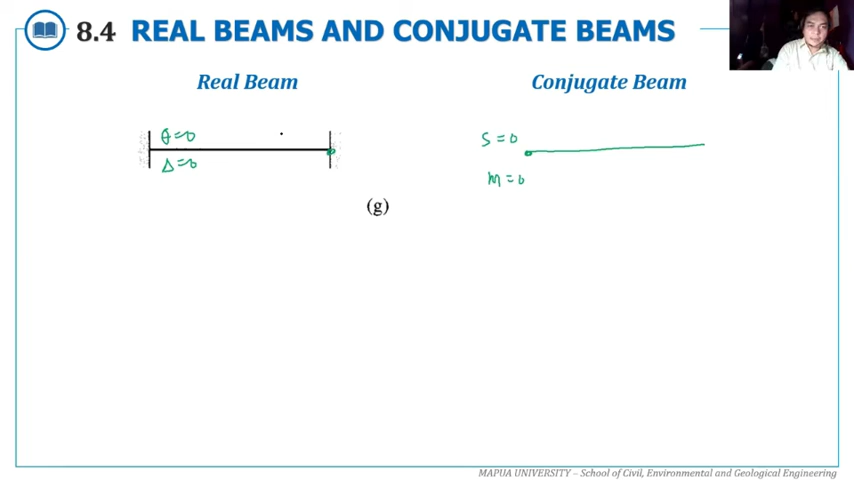 8.4 REAL BEAMS AND CONJUGATE BEAMS
Real Beam
Conjugate Beam
θ=0
Δ=0
S=0
M=0
(g)
MAPUA UNIVERSITY – School of Civil, Environmental and Geological Engineering